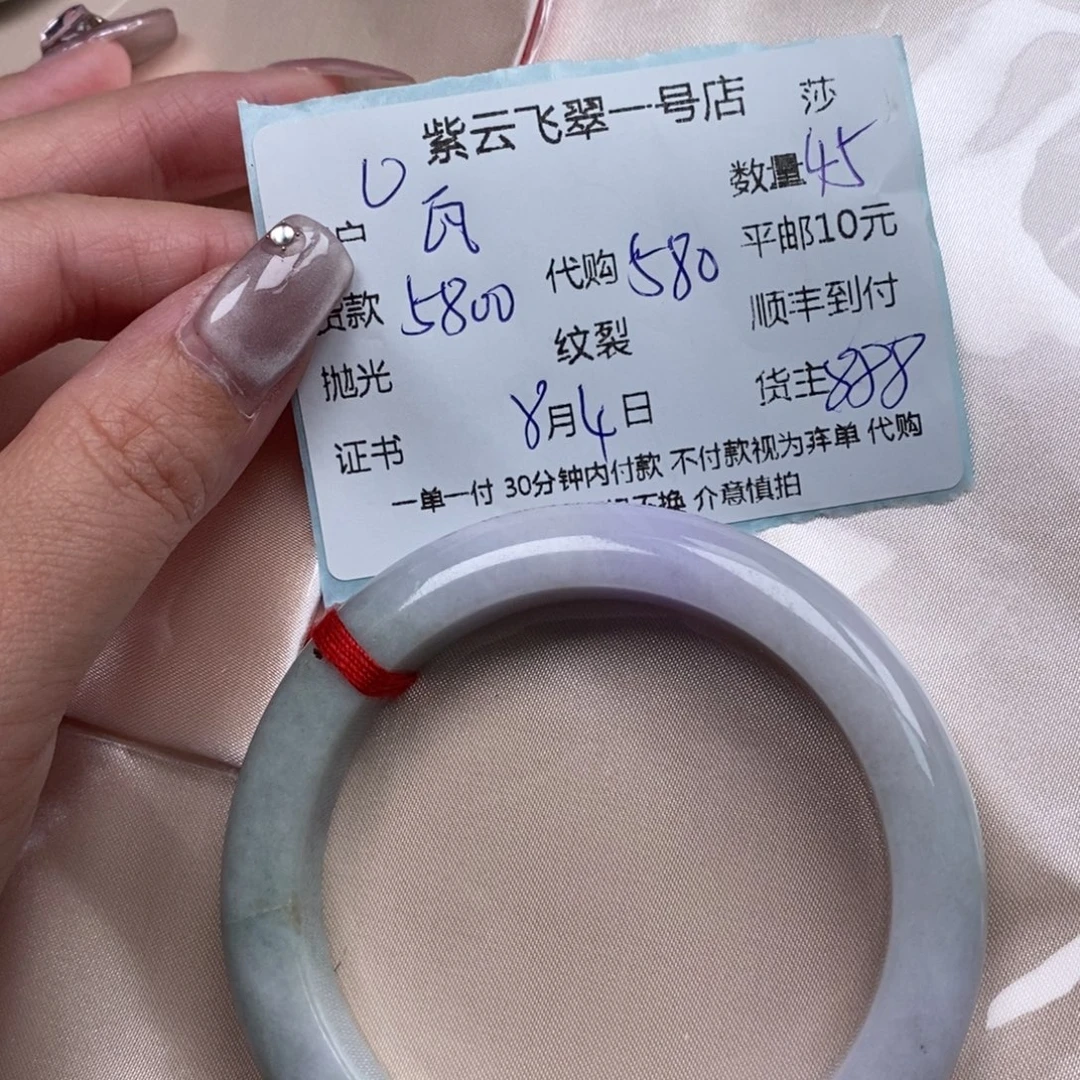 紫云飞翠一号店 莎
户 数量45
货款 5800 代购 580 平邮10元
抛光 纹裂 顺丰到付
证书 8月4日 货主888
一单一付 30分钟内付款 不付款视为弃单 代购
不换 介意慎拍